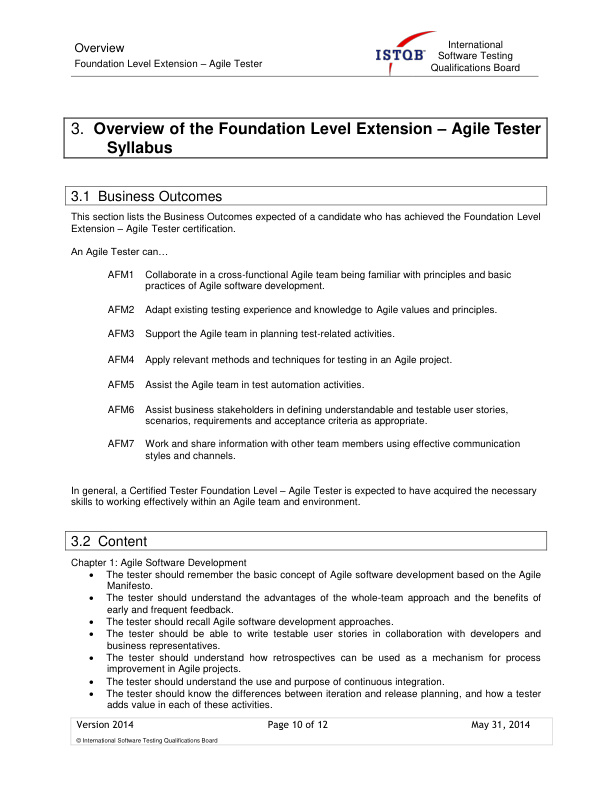 Overview
Foundation Level Extension – Agile Tester
ISTQB
International
Software Testing
Qualifications Board
3. Overview of the Foundation Level Extension – Agile Tester
Syllabus
3.1 Business Outcomes
This section lists the Business Outcomes expected of a candidate who has achieved the Foundation Level
Extension – Agile Tester certification.
An Agile Tester can…
AFM1 Collaborate in a cross-functional Agile team being familiar with principles and basic
practices of Agile software development.
AFM2 Adapt existing testing experience and knowledge to Agile values and principles.
AFM3 Support the Agile team in planning test-related activities.
AFM4 Apply relevant methods and techniques for testing in an Agile project.
AFM5 Assist the Agile team in test automation activities.
AFM6 Assist business stakeholders in defining understandable and testable user stories,
scenarios, requirements and acceptance criteria as appropriate.
AFM7 Work and share information with other team members using effective communication
styles and channels.
In general, a Certified Tester Foundation Level – Agile Tester is expected to have acquired the necessary
skills to working effectively within an Agile team and environment.
3.2 Content
Chapter 1: Agile Software Development
• The tester should remember the basic concept of Agile software development based on the Agile
Manifesto.
• The tester should understand the advantages of the whole-team approach and the benefits of
early and frequent feedback.
• The tester should recall Agile software development approaches.
• The tester should be able to write testable user stories in collaboration with developers and
business representatives.
• The tester should understand how retrospectives can be used as a mechanism for process
improvement in Agile projects.
• The tester should understand the use and purpose of continuous integration.
• The tester should know the differences between iteration and release planning, and how a tester
adds value in each of these activities.
Version 2014 Page 10 of 12 May 31, 2014
© International Software Testing Qualifications Board